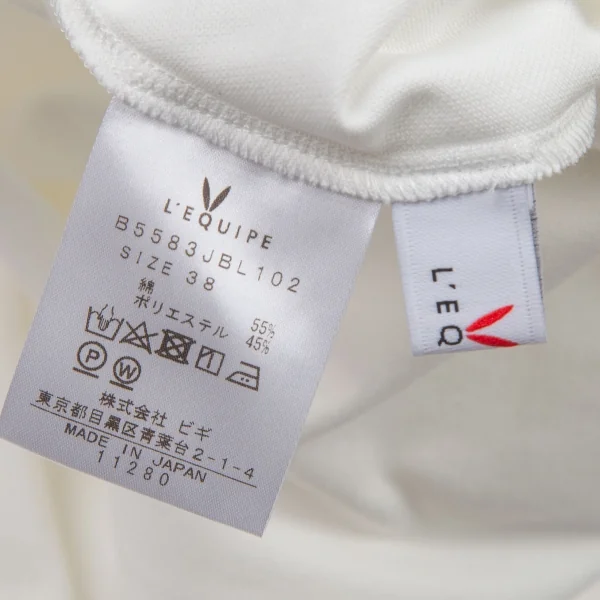 L'EQUIPE
B5583JBL102
SIZE 38
綿 55%
ポリエステル 45%
P W
株式会社 ビギ
東京都目黒区青葉台2-1-4
MADE IN JAPAN
11280
L'EQ